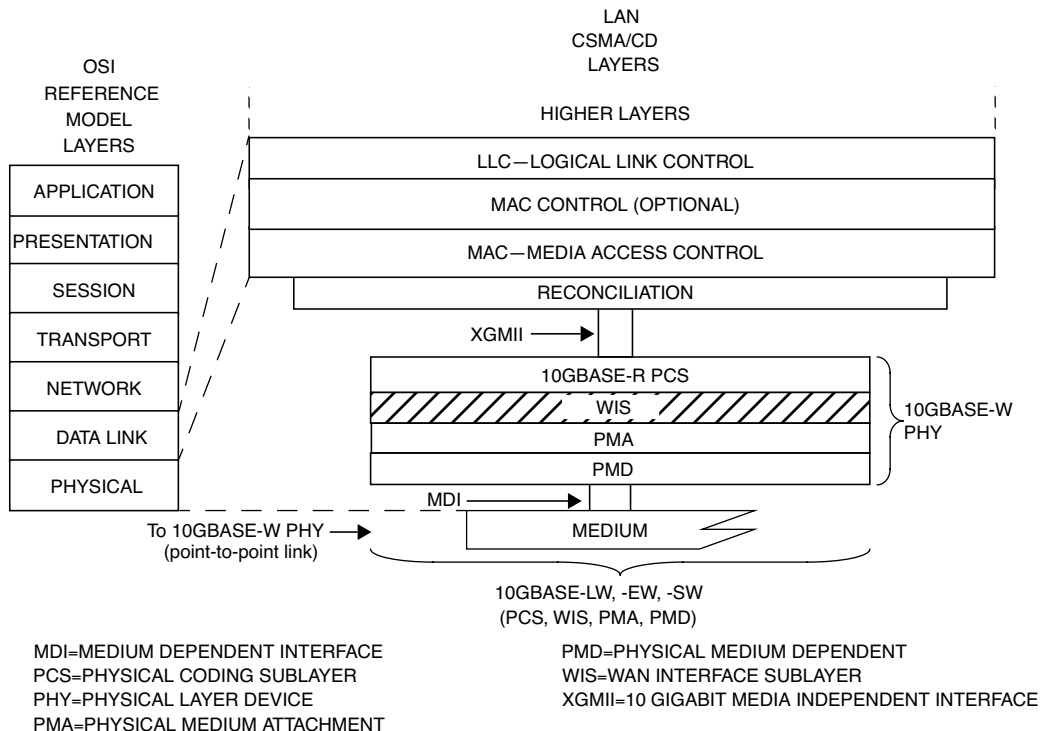 LAN
CSMA/CD
LAYERS
OSI
REFERENCE
MODEL
LAYERS
HIGHER LAYERS
LLC—LOGICAL LINK CONTROL
MAC CONTROL (OPTIONAL)
MAC—MEDIA ACCESS CONTROL
RECONCILIATION
APPLICATION
PRESENTATION
SESSION
TRANSPORT
NETWORK
DATA LINK
PHYSICAL
XGMII
10GBASE-R PCS
WIS
PMA
PMD
10GBASE-W
PHY
MDI
MEDIUM
To 10GBASE-W PHY
(point-to-point link)
10GBASE-LW, -EW, -SW
(PCS, WIS, PMA, PMD)
MDI=MEDIUM DEPENDENT INTERFACE
PCS=PHYSICAL CODING SUBLAYER
PHY=PHYSICAL LAYER DEVICE
PMA=PHYSICAL MEDIUM ATTACHMENT
PMD=PHYSICAL MEDIUM DEPENDENT
WIS=WAN INTERFACE SUBLAYER
XGMII=10 GIGABIT MEDIA INDEPENDENT INTERFACE